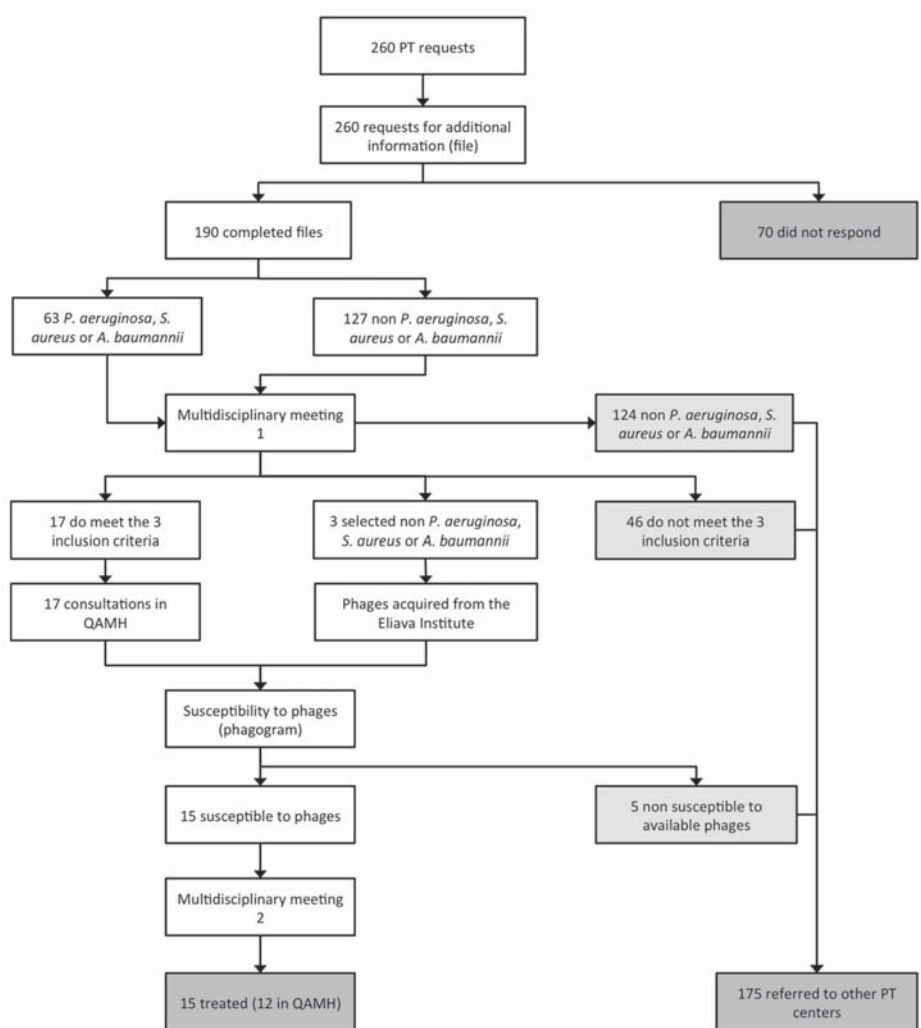 260 PT requests
260 requests for additional
information (file)
190 completed files
70 did not respond
63 P. aeruginosa, S.
aureus or A. baumannii
127 non P. aeruginosa, S.
aureus or A. baumannii
Multidisciplinary meeting
1
124 non P. aeruginosa, S.
aureus or A. baumannii
17 do meet the 3
inclusion criteria
3 selected non P. aeruginosa,
S. aureus or A. baumannii
46 do not meet the 3
inclusion criteria
17 consultations in
QAMH
Phages acquired from the
Eliava Institute
Susceptibility to phages
(phagogram)
15 susceptible to phages
5 non susceptible to
available phages
Multidisciplinary meeting
2
15 treated (12 in QAMH)
175 referred to other PT
centers